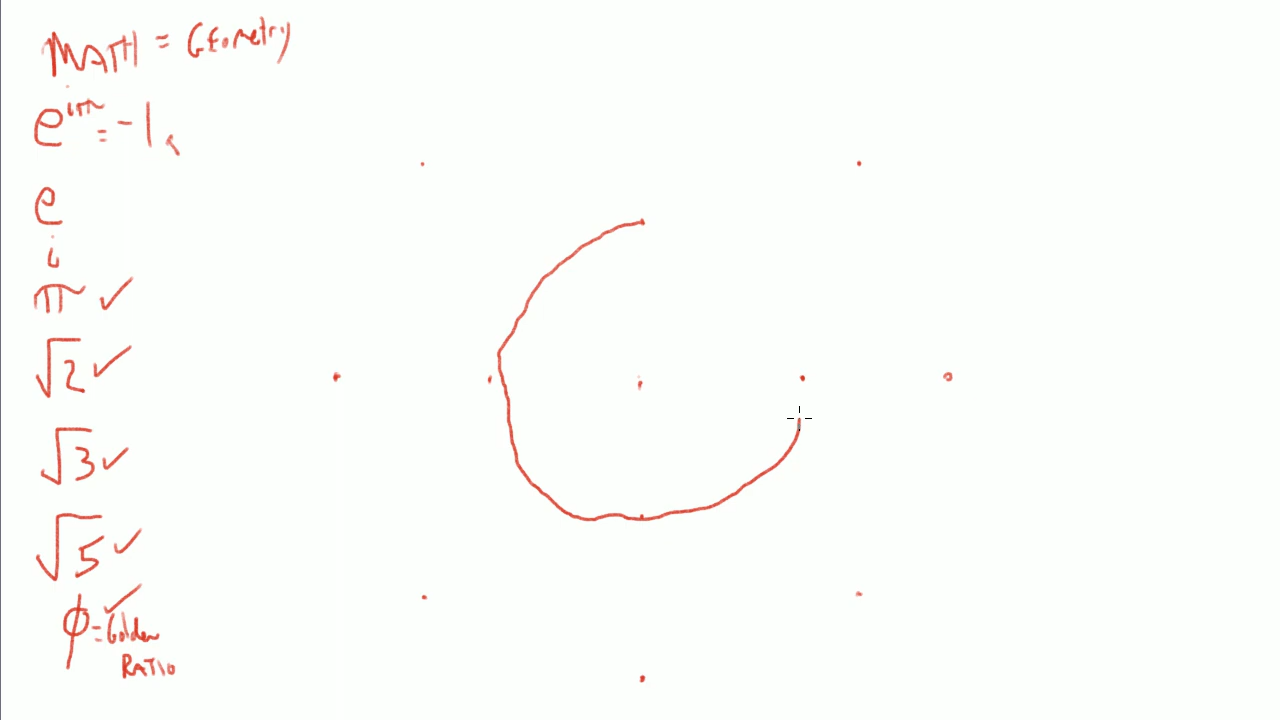 MATH = Geometry
e^iπ = -1
e
i
π ✓
√2 ✓
√3 ✓
√5 ✓
ϕ = Golden
RATIO